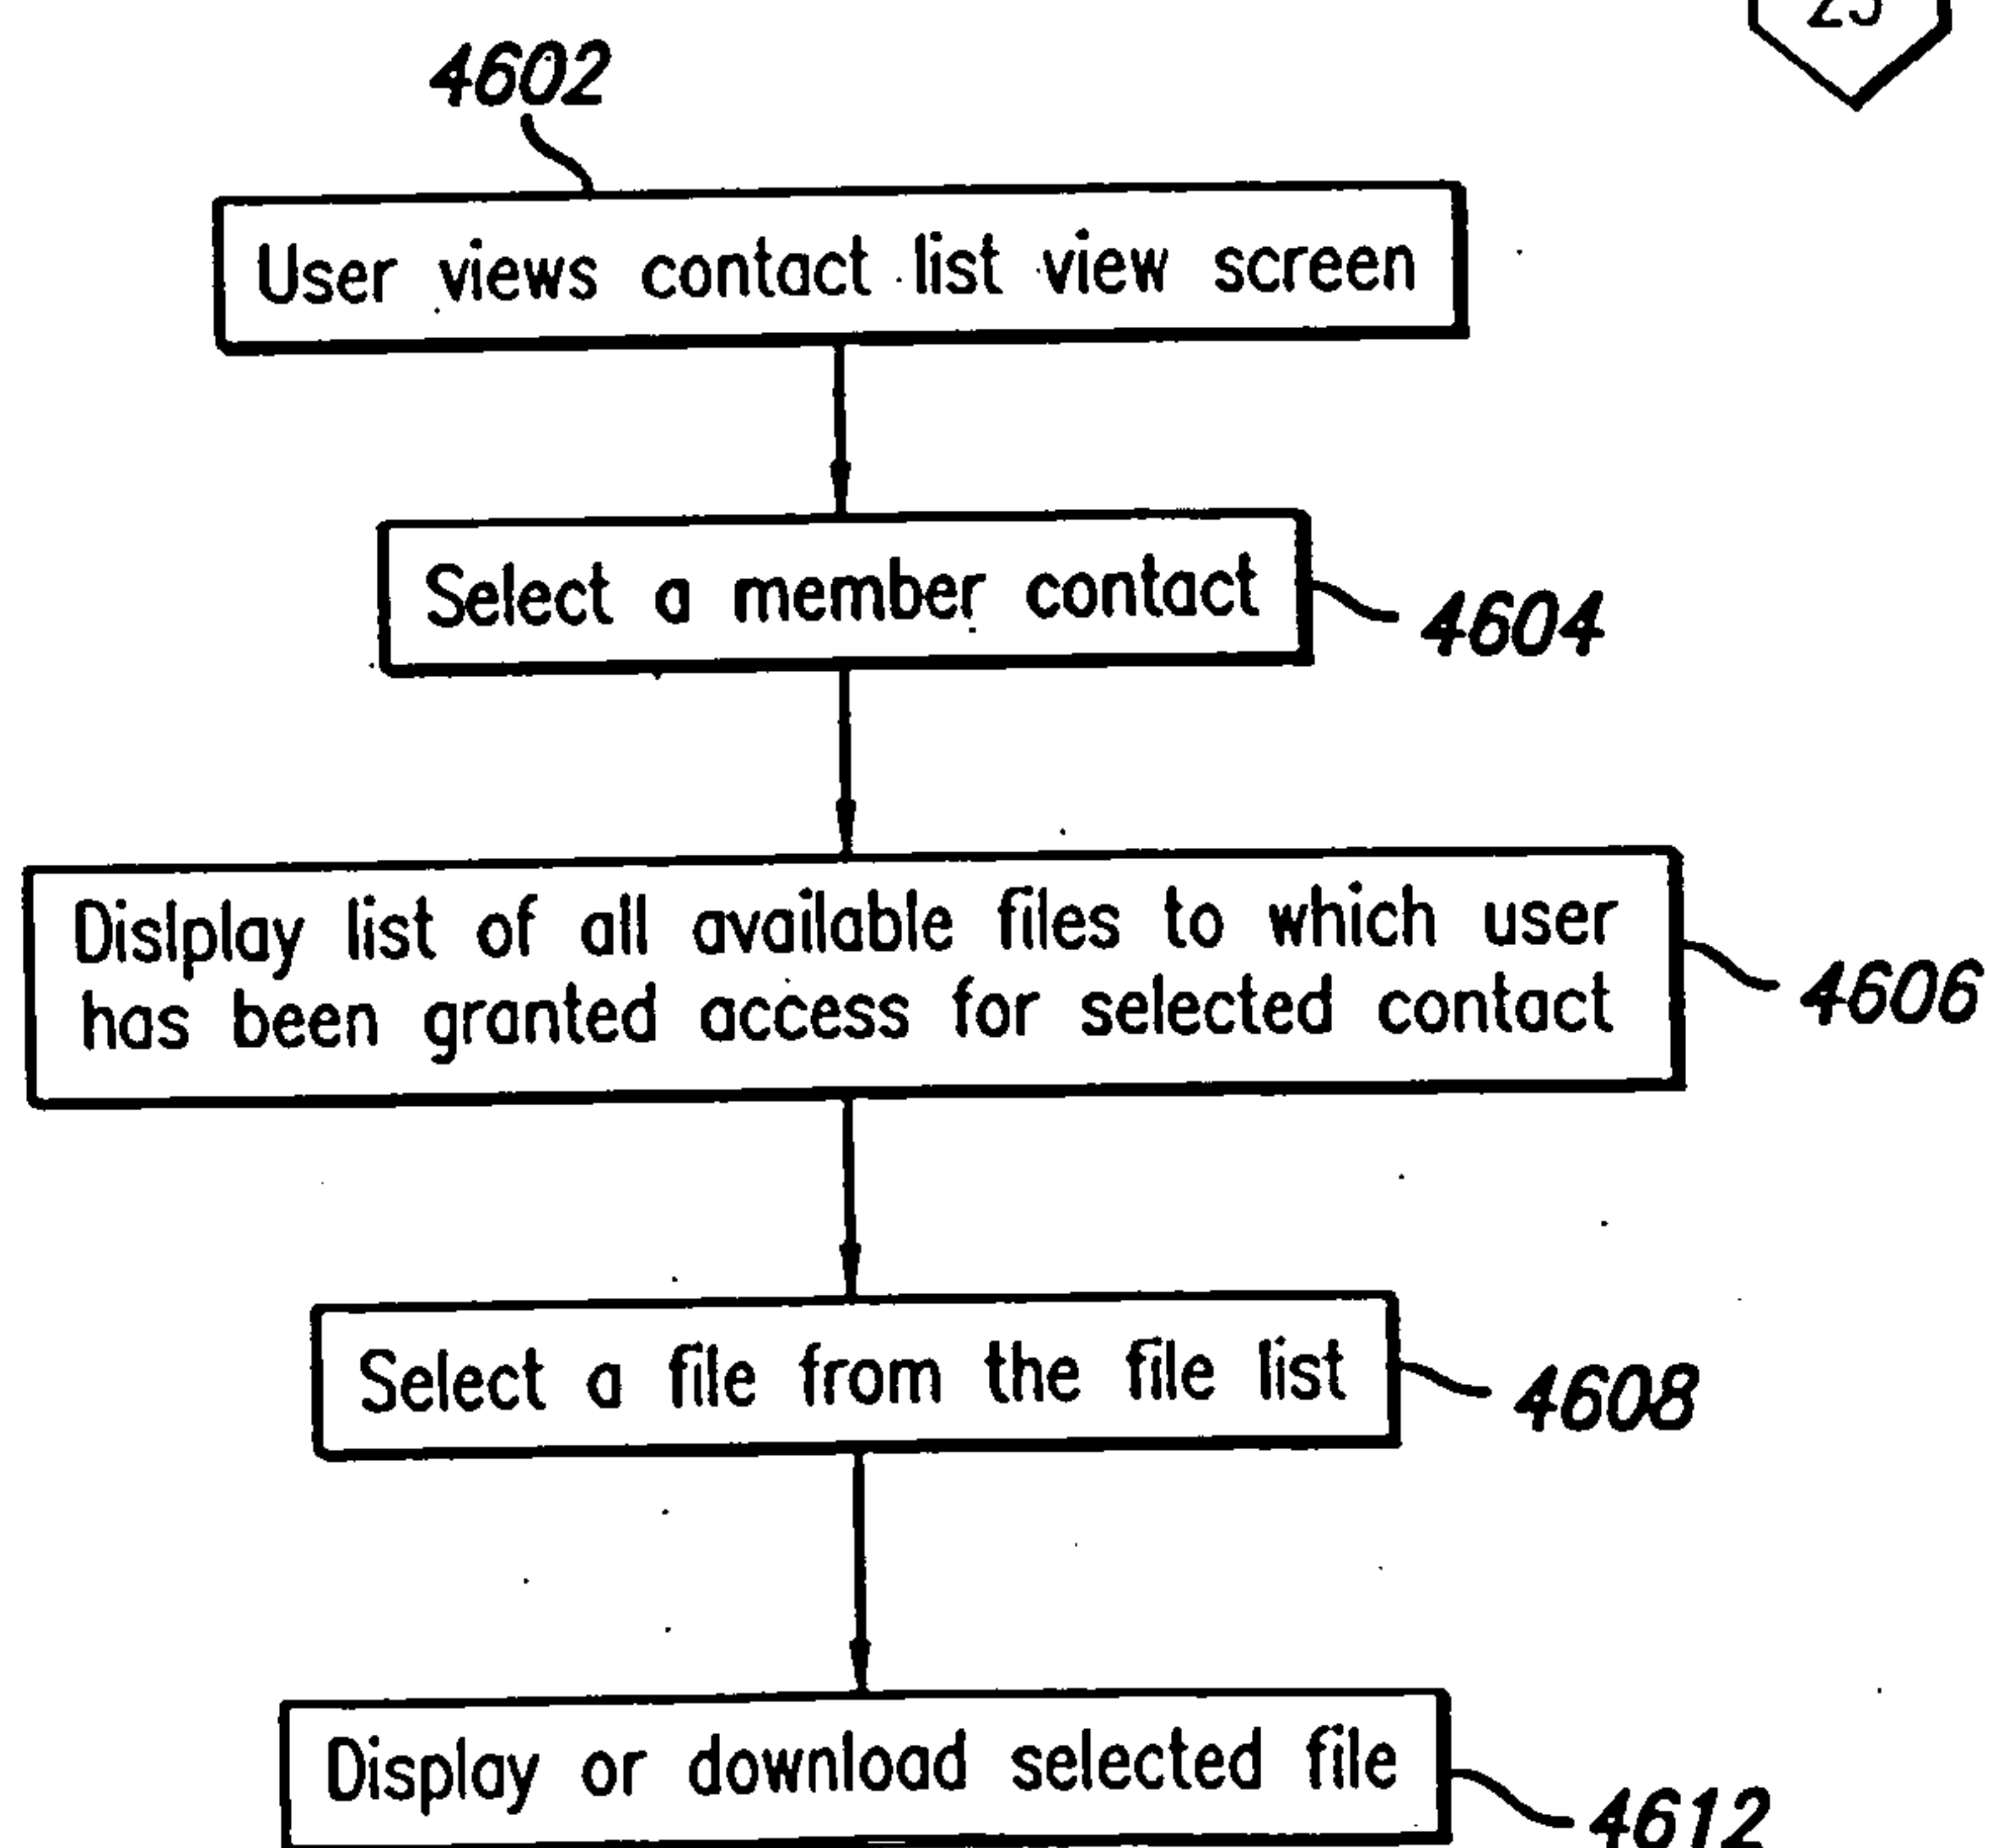 25
4602
User views contact list view screen
Select a member contact
4604
Dislplay list of all available files to which user
has been granted access for selected contact
4606
Select a file from the file list
4608
Display or download selected file
4612